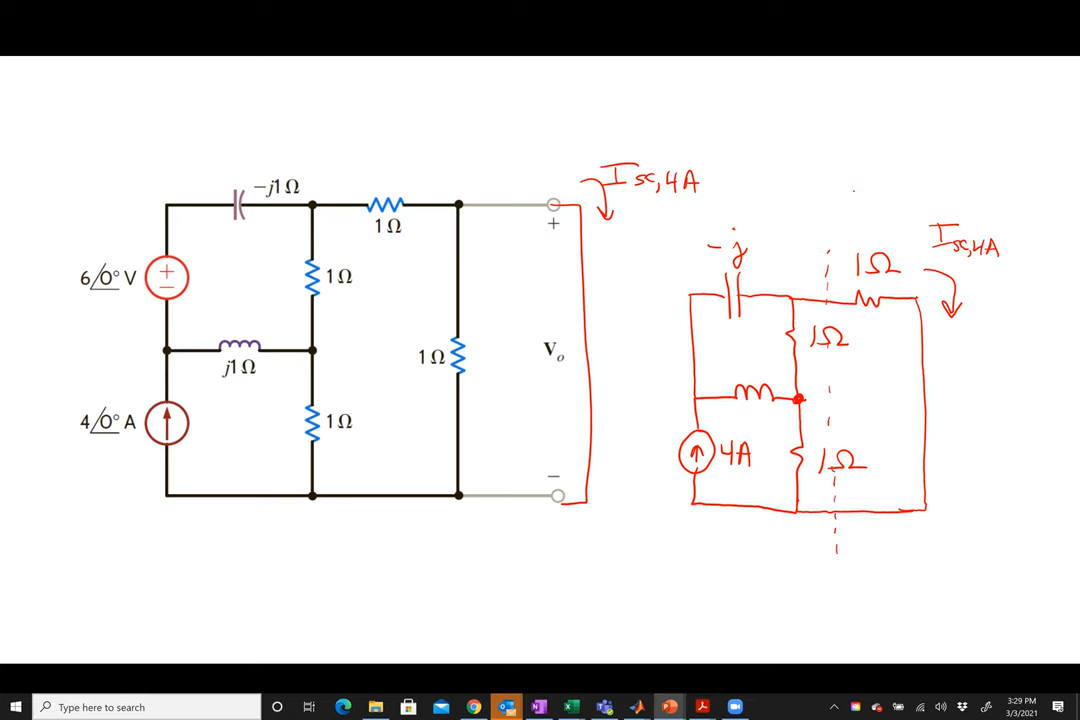 −j1 Ω
1 Ω
6/0° V
+
−
1 Ω
j1 Ω
4/0° A
1 Ω
1 Ω
+
V_o
−
I_sc,4A
−j
1Ω
I_sc,4A
1Ω
4A
1Ω
Type here to search
3:29 PM
3/3/2021